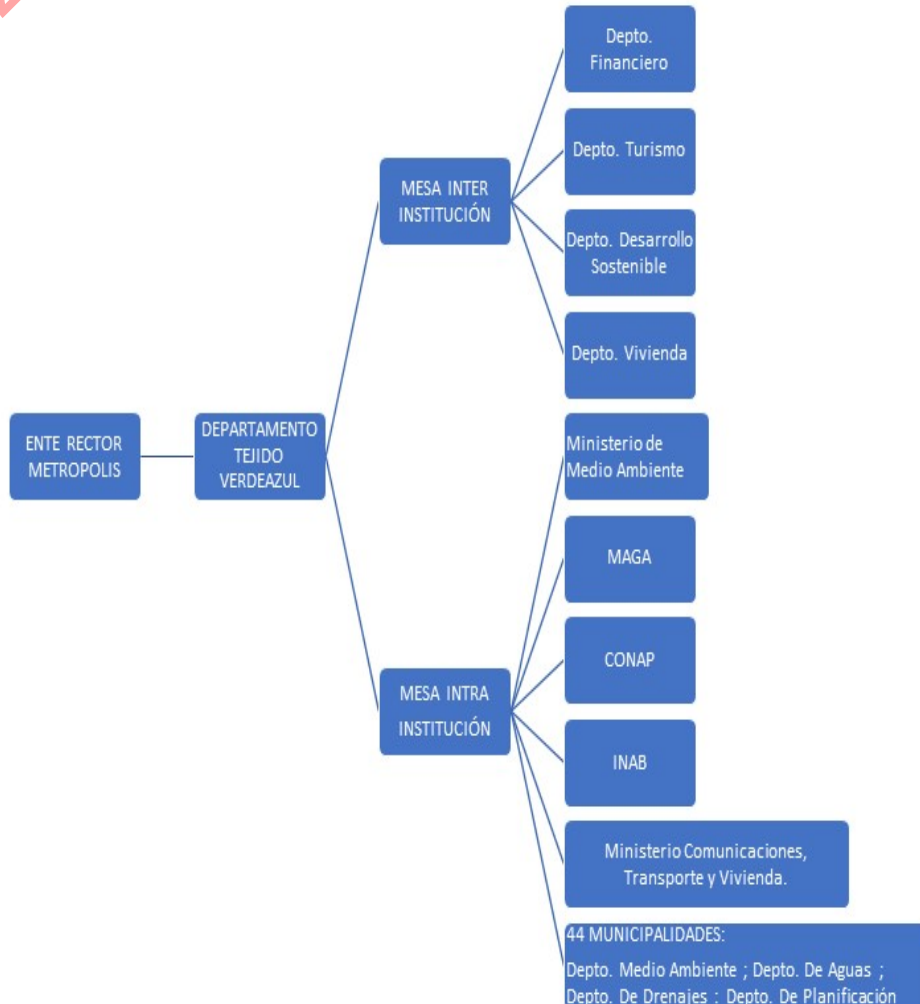 Depto.
Financiero
Depto. Turismo
MESA INTER
INSTITUCIÓN
Depto. Desarrollo
Sostenible
Depto. Vivienda
ENTE RECTOR
METROPOLIS
DEPARTAMENTO
TEJIDO
VERDEAZUL
Ministerio de
Medio Ambiente
MAGA
CONAP
MESA INTRA
INSTITUCIÓN
INAB
Ministerio Comunicaciones,
Transporte y Vivienda.
44 MUNICIPALIDADES:
Depto. Medio Ambiente ; Depto. De Aguas ;
Depto. De Drenajes ; Depto. De Planificación